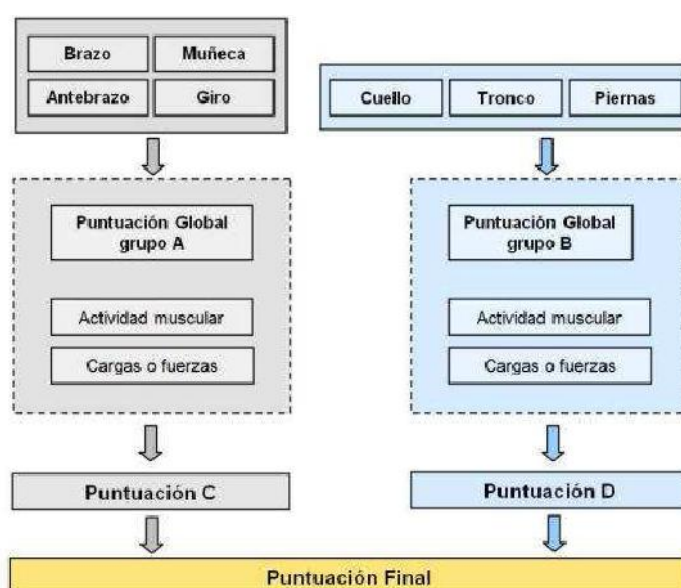 Brazo
Muñeca
Antebrazo
Giro
Cuello
Tronco
Piernas
Puntuación Global
grupo A
Actividad muscular
Cargas o fuerzas
Puntuación Global
grupo B
Actividad muscular
Cargas o fuerzas
Puntuación C
Puntuación D
Puntuación Final